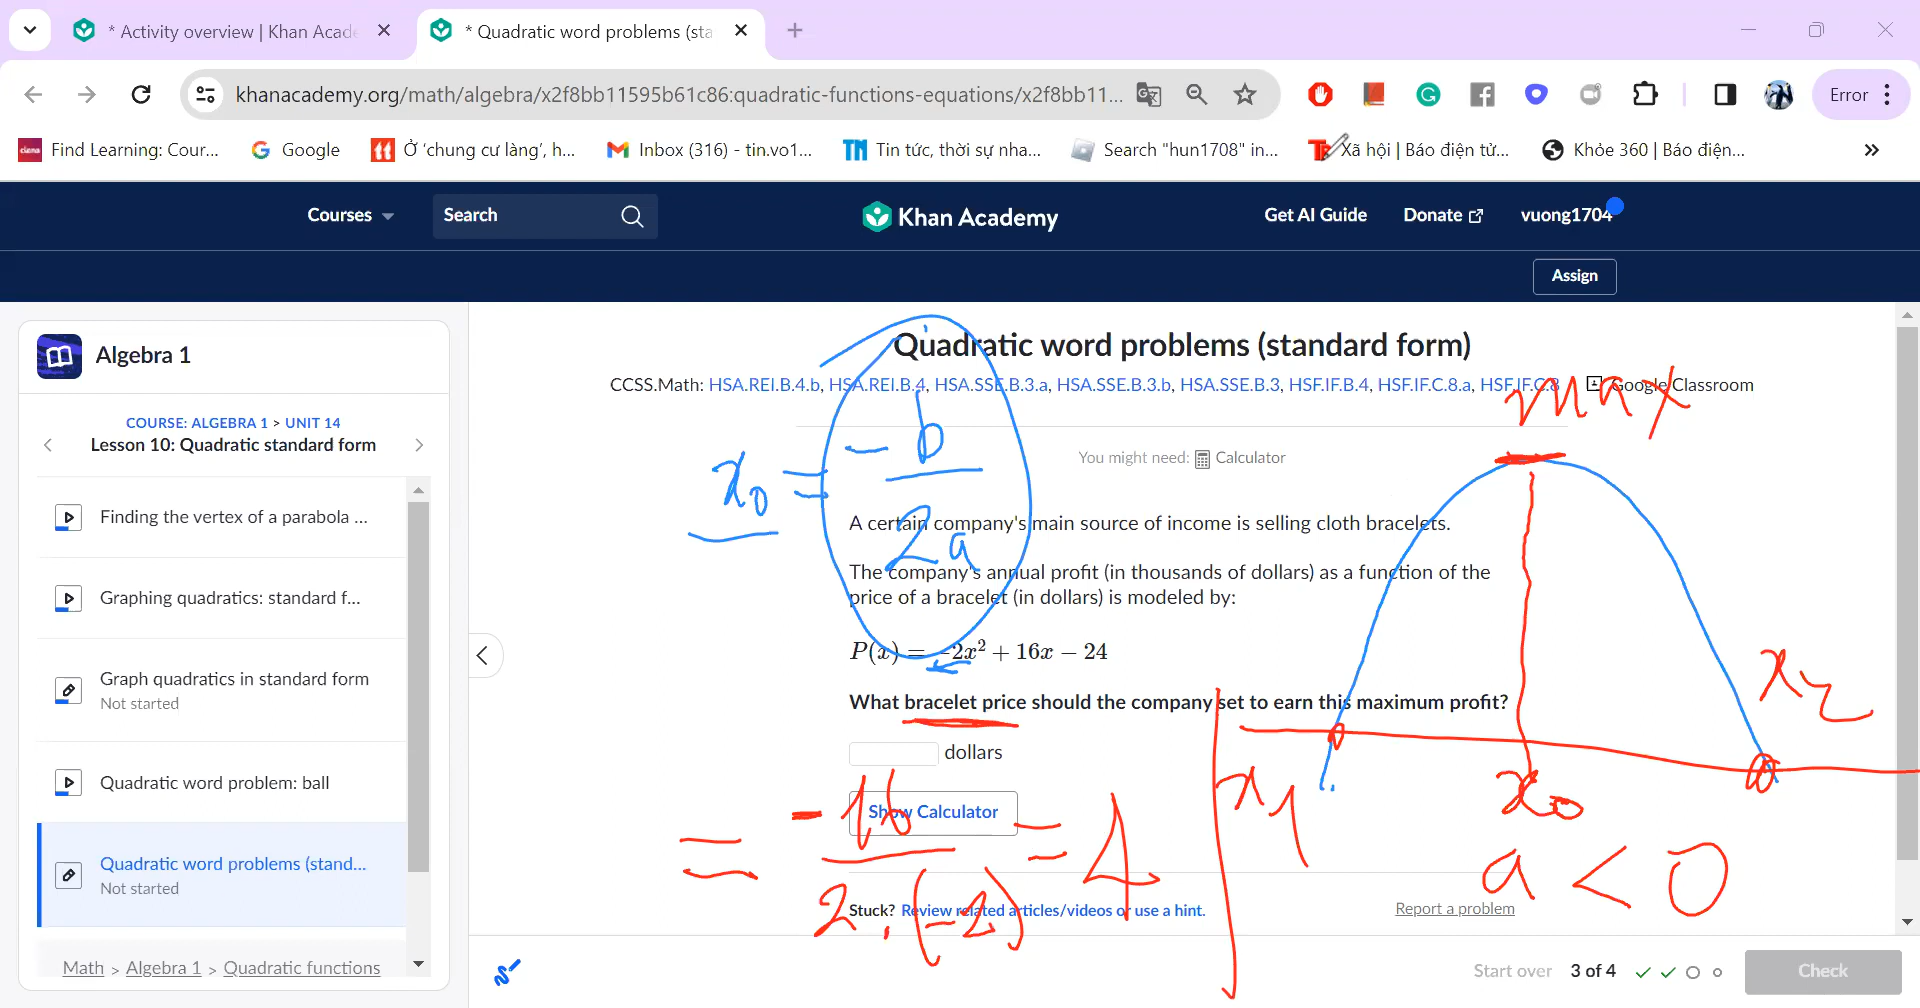 * Activity overview | Khan Acade
* Quadratic word problems (sta
khanacademy.org/math/algebra/x2f8bb11595b61c86:quadratic-functions-equations/x2f8bb11...
Error
Find Learning: Cour...
Google
Ở 'chung cư làng', h...
Inbox (316) - tin.vo1...
TN Tin tức, thời sự nha...
Search "hun1708" in...
Xã hội | Báo điện tử...
Khỏe 360 | Báo điện...
Courses
Search
Khan Academy
Get AI Guide
Donate
vuong1704
Assign
Algebra 1
COURSE: ALGEBRA 1 > UNIT 14
Lesson 10: Quadratic standard form
Finding the vertex of a parabola ...
Graphing quadratics: standard f...
Graph quadratics in standard form
Not started
Quadratic word problem: ball
Quadratic word problems (stand...
Not started
Math > Algebra 1 > Quadratic functions
Quadratic word problems (standard form)
CCSS.Math: HSA.REI.B.4.b, HSA.REI.B.4, HSA.SSE.B.3.a, HSA.SSE.B.3.b, HSA.SSE.B.3, HSF.IF.B.4, HSF.IF.C.8.a, HSF.IF.C.8
Google Classroom
max
You might need: Calculator
x₀ = -b
2a
A certain company's main source of income is selling cloth bracelets.
The company's annual profit (in thousands of dollars) as a function of the
price of a bracelet (in dollars) is modeled by:
P(x) = −2x² + 16x − 24
What bracelet price should the company set to earn this maximum profit?
dollars
Show Calculator
= -16
2.(-2)
= 4
x₁
x₀
x₂
a < 0
Stuck? Review related articles/videos or use a hint.
Report a problem
Start over
3 of 4
Check